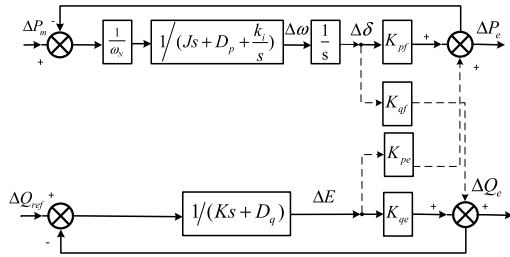 ΔP_m + - 1/ω_N 1/(Js + D_p + k_i/s) Δω 1/s Δδ K_pf + + ΔP_e
K_qf
K_pe
ΔQ_ref + - 1/(Ks + D_q) ΔE K_qe + + ΔQ_e